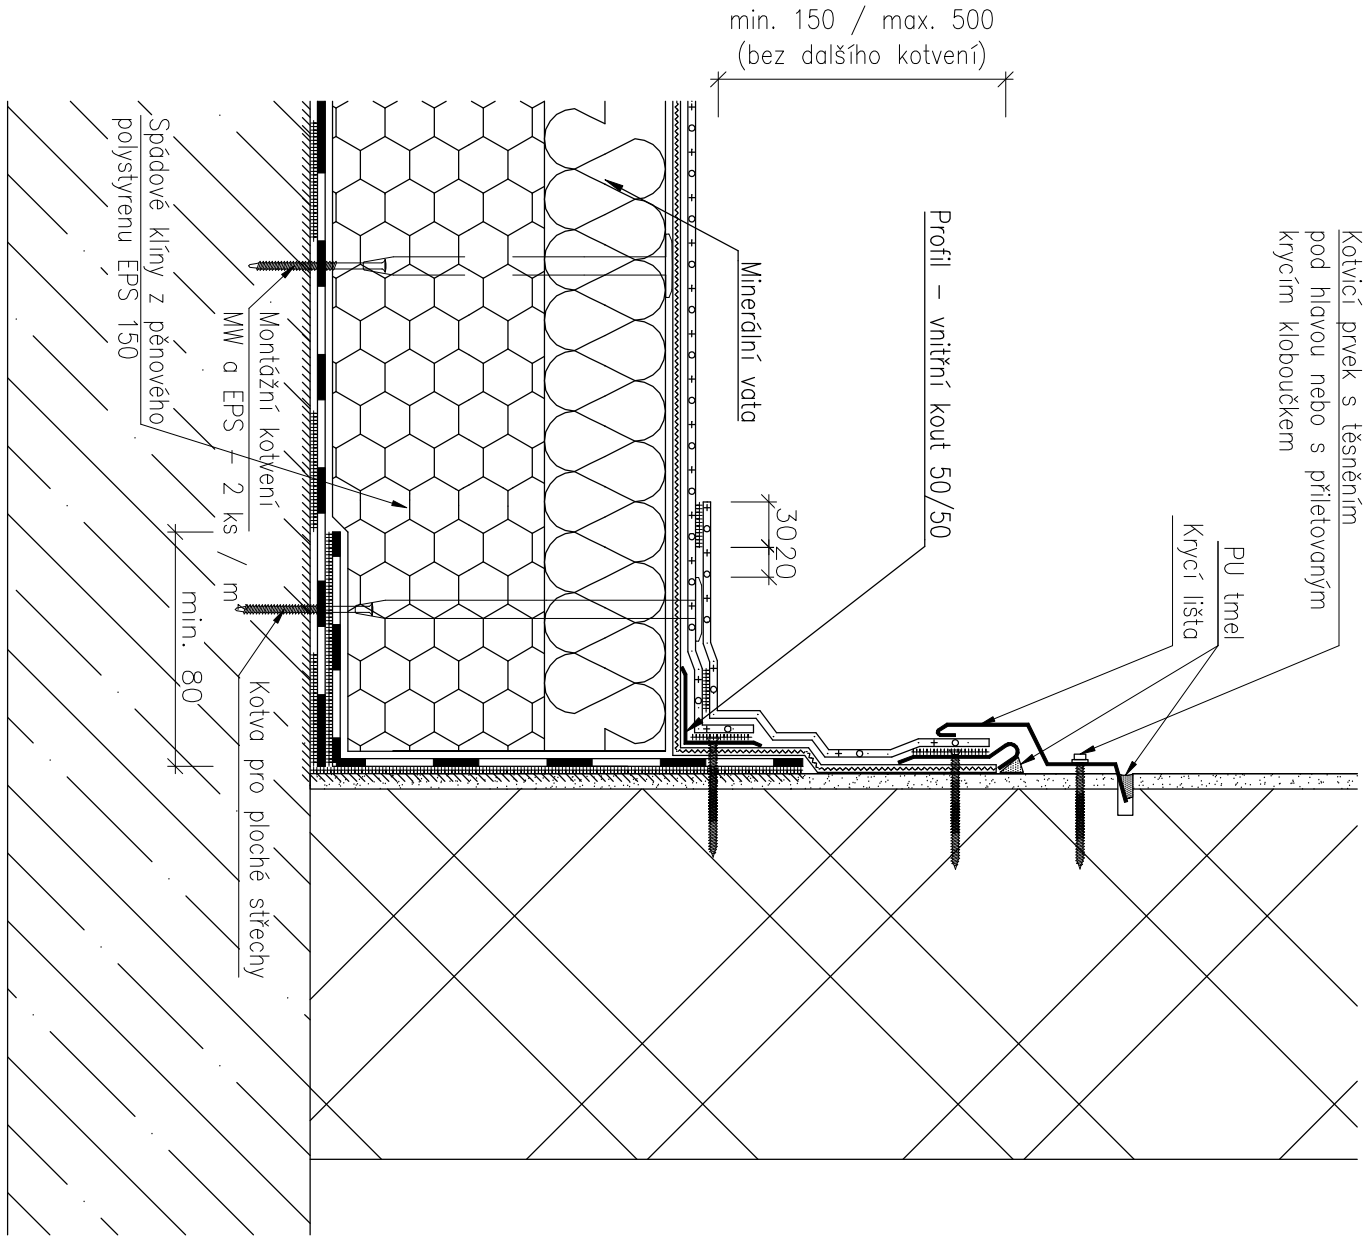 min. 150 / max. 500
(bez dalšího kotvení)
Kotvicí prvek s těsněním
pod hlavou nebo s přiletovaným
krycím kloboučkem
PU tmel
Krycí lišta
Profil – vnitřní kout 50/50
Minerální vata
3020
Montážní kotvení
MW a EPS – 2 ks / m
Spádové klíny z pěnového
polystyrenu EPS 150
min. 80
Kotva pro ploché střechy